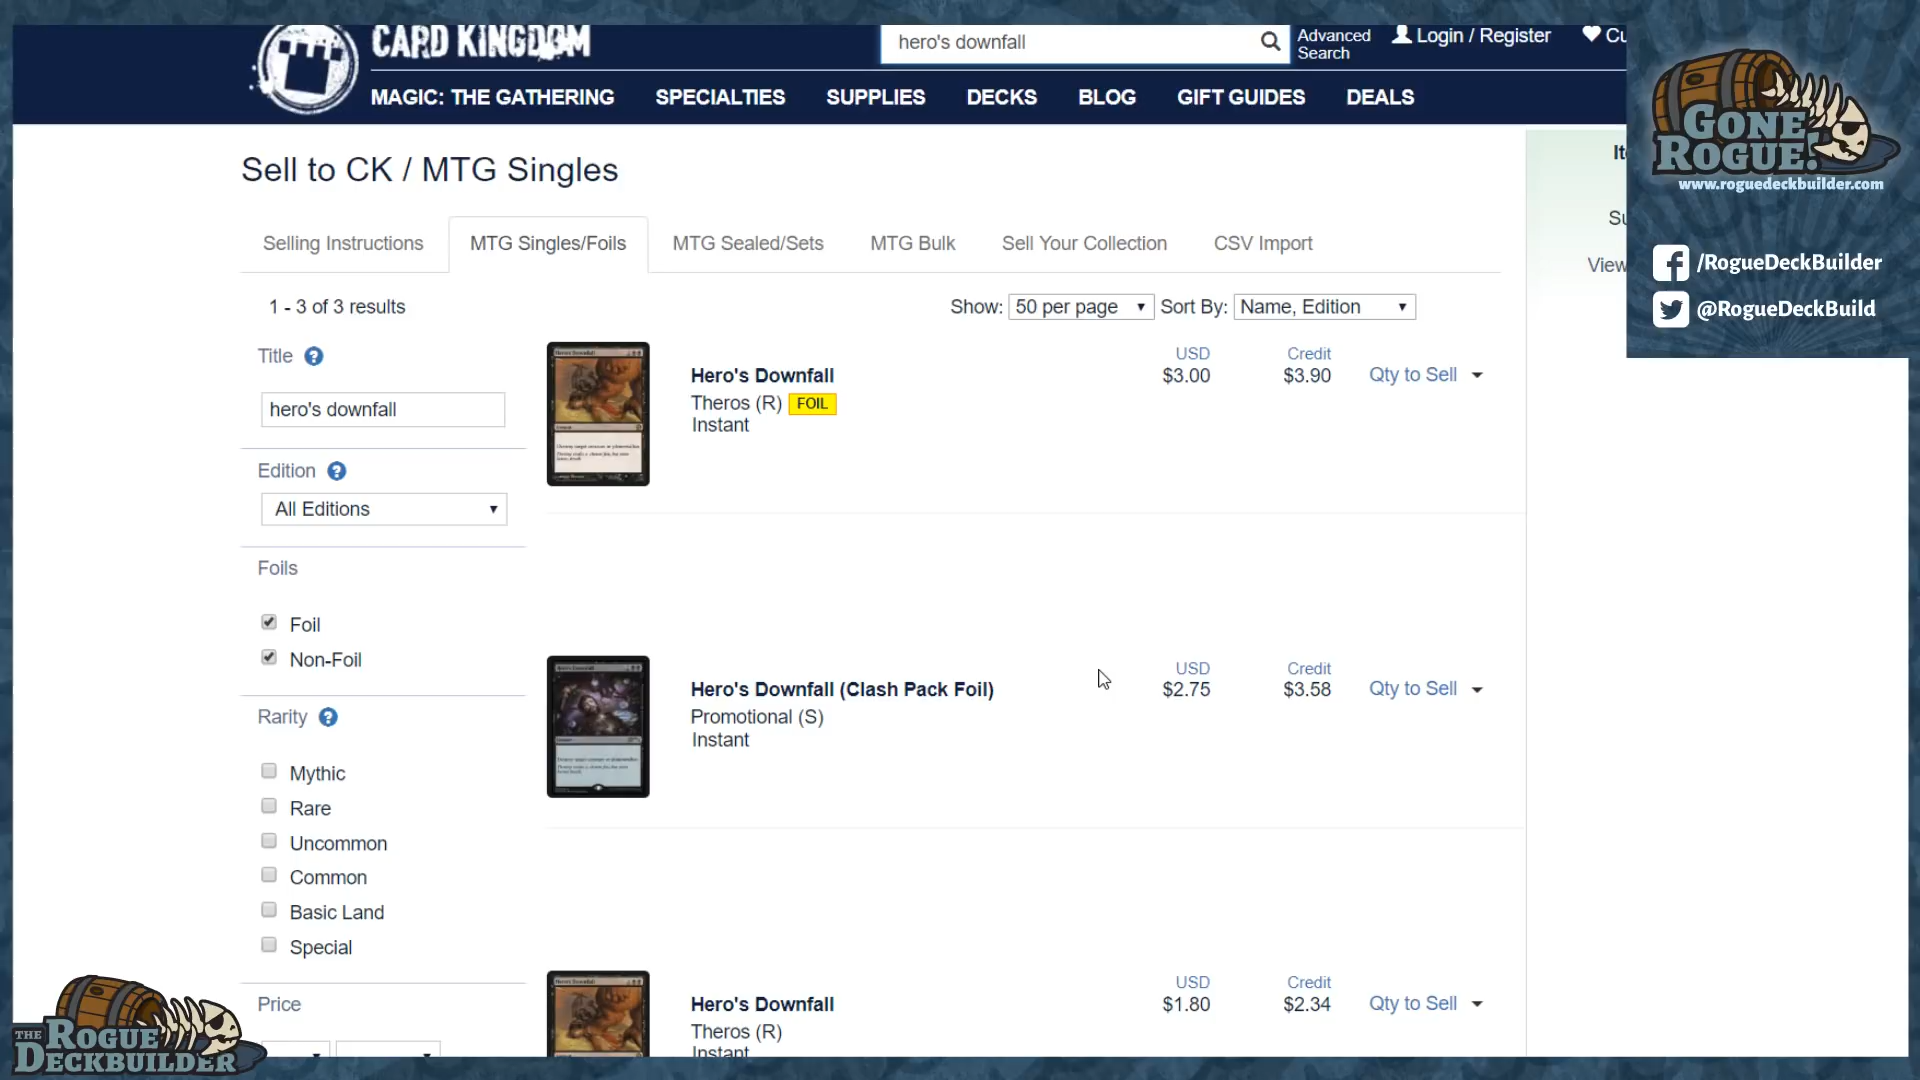 CARD KINGDOM
hero's downfall
Advanced
Search
Login / Register
MAGIC: THE GATHERING SPECIALTIES SUPPLIES DECKS BLOG GIFT GUIDES DEALS
GONE
ROGUE!
www.roguedeckbuilder.com
/RogueDeckBuilder
@RogueDeckBuild
Sell to CK / MTG Singles
Selling Instructions MTG Singles/Foils MTG Sealed/Sets MTG Bulk Sell Your Collection CSV Import
View
1 - 3 of 3 results
Show: 50 per page Sort By: Name, Edition
Title ?
hero's downfall
Edition ?
All Editions
Foils
Foil
Non-Foil
Rarity ?
Mythic
Rare
Uncommon
Common
Basic Land
Special
Price
Hero's Downfall
Theros (R) FOIL
Instant
USD Credit
$3.00 $3.90 Qty to Sell
Hero's Downfall (Clash Pack Foil)
Promotional (S)
Instant
USD Credit
$2.75 $3.58 Qty to Sell
Hero's Downfall
Theros (R)
Instant
USD Credit
$1.80 $2.34 Qty to Sell
THE
ROGUE
DECKBUILDER